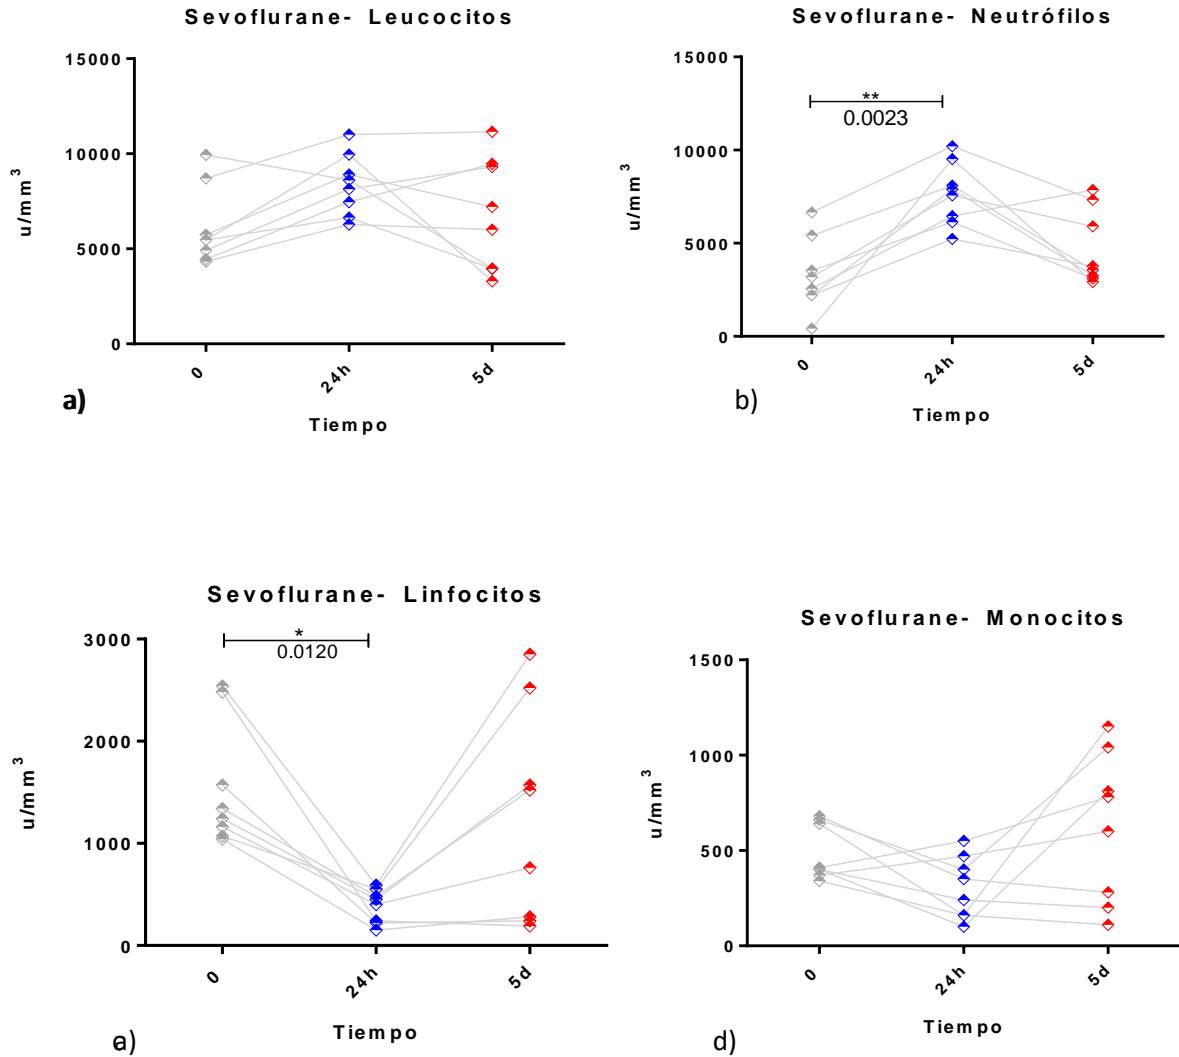 Sevoflurane- Leucocitos
15000
10000
5000
0
u/mm³
0
24h
5d
Tiempo
a)
Sevoflurane- Neutrófilos
15000
10000
5000
0
u/mm³
**
0.0023
0
24h
5d
Tiempo
b)
Sevoflurane- Linfocitos
3000
2000
1000
0
u/mm³
*
0.0120
0
24h
5d
Tiempo
Sevoflurane- Monocitos
1500
1000
500
0
u/mm³
0
24h
5d
Tiempo
d)